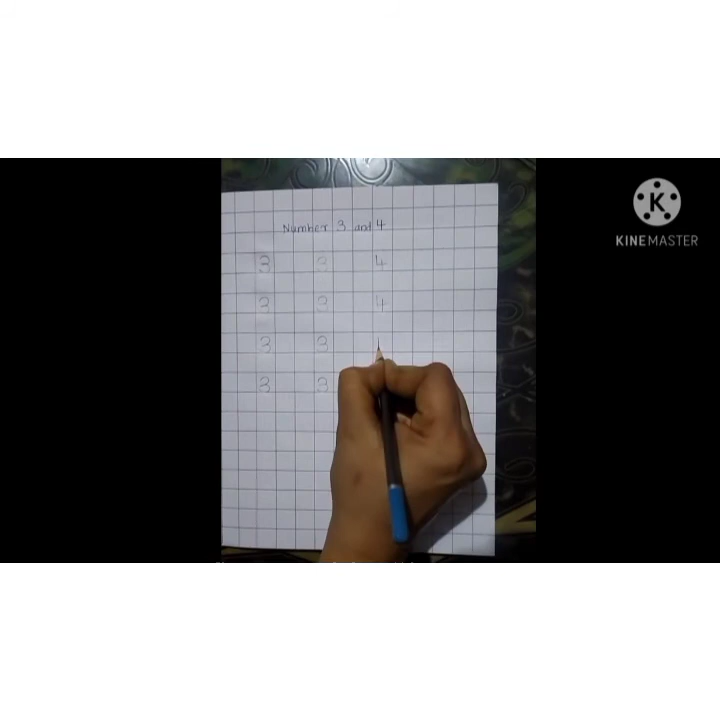 Number 3 and 4
3 3 4
3 3 4
3 3
3 3
KINEMASTER